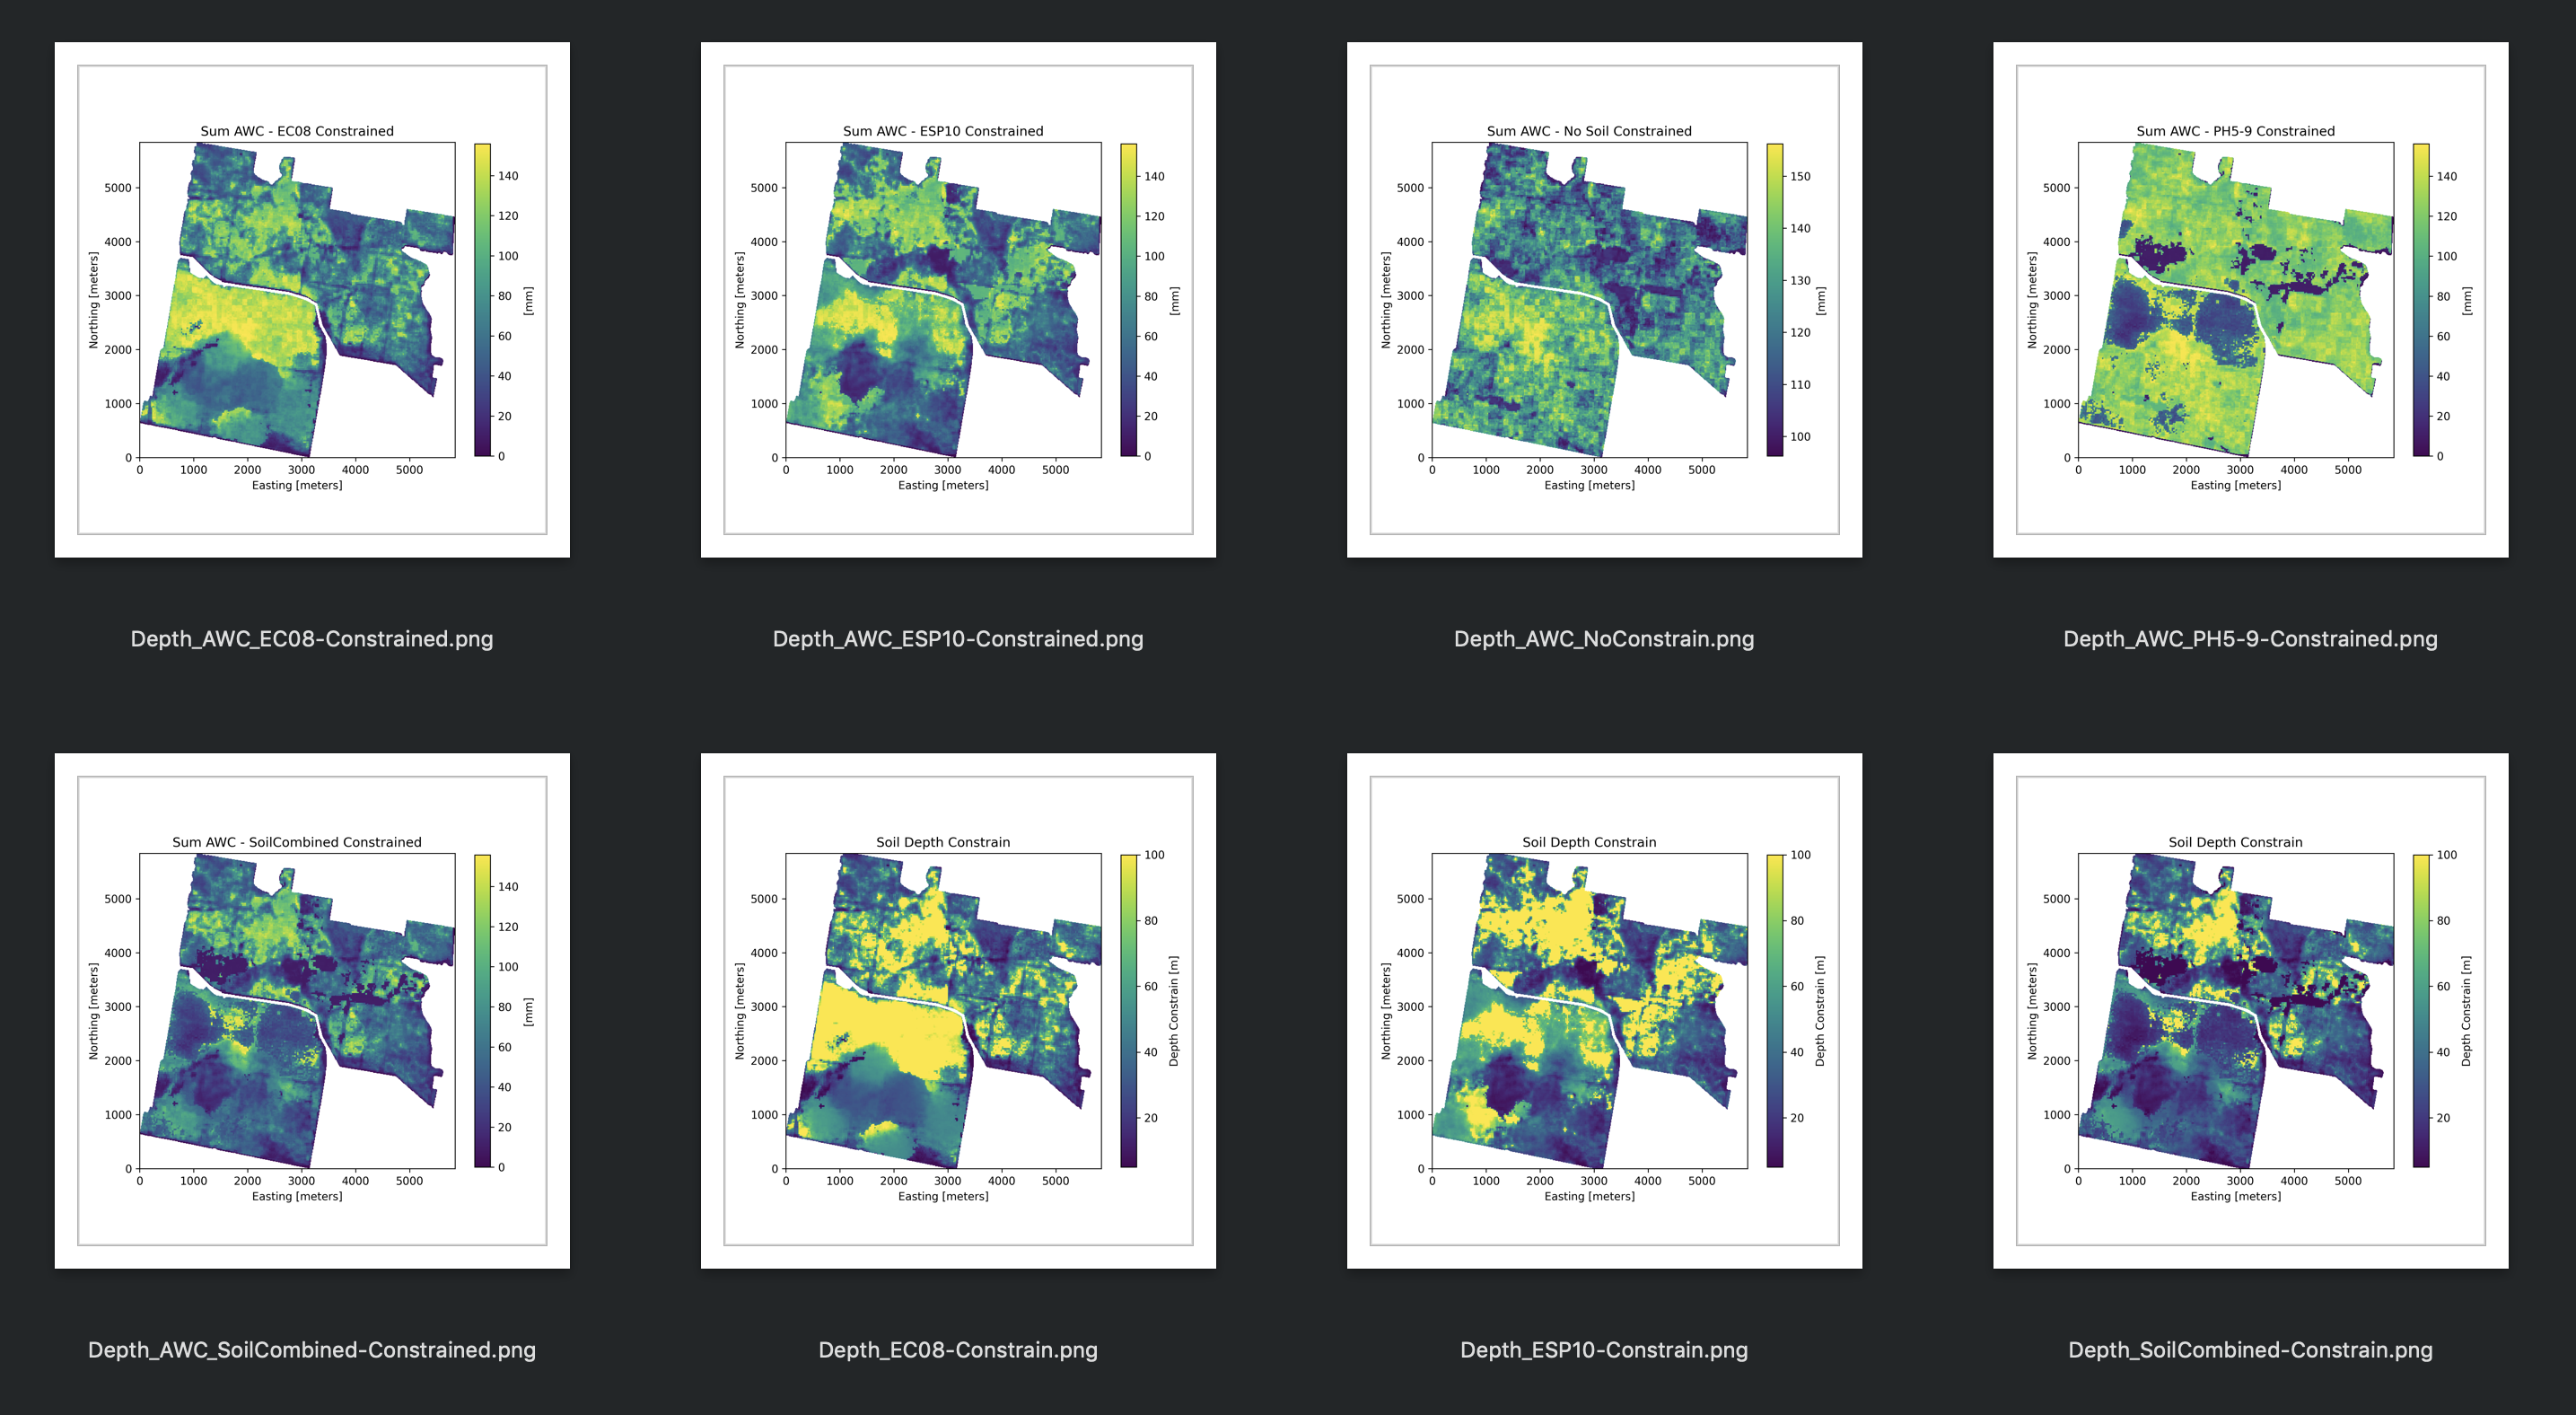 Sum AWC - EC08 Constrained
5000
4000
3000
2000
1000
0
Northing [meters]
0 1000 2000 3000 4000 5000
Easting [meters]
140
120
100
80
60
40
20
0
[mm]
Depth_AWC_EC08-Constrained.png
Sum AWC - ESP10 Constrained
5000
4000
3000
2000
1000
0
Northing [meters]
0 1000 2000 3000 4000 5000
Easting [meters]
140
120
100
80
60
40
20
0
[mm]
Depth_AWC_ESP10-Constrained.png
Sum AWC - No Soil Constrained
5000
4000
3000
2000
1000
0
Northing [meters]
0 1000 2000 3000 4000 5000
Easting [meters]
150
140
130
120
110
100
[mm]
Depth_AWC_NoConstrain.png
Sum AWC - PH5-9 Constrained
5000
4000
3000
2000
1000
0
Northing [meters]
0 1000 2000 3000 4000 5000
Easting [meters]
140
120
100
80
60
40
20
0
[mm]
Depth_AWC_PH5-9-Constrained.png
Sum AWC - SoilCombined Constrained
5000
4000
3000
2000
1000
0
Northing [meters]
0 1000 2000 3000 4000 5000
Easting [meters]
140
120
100
80
60
40
20
0
[mm]
Depth_AWC_SoilCombined-Constrained.png
Soil Depth Constrain
5000
4000
3000
2000
1000
0
Northing [meters]
0 1000 2000 3000 4000 5000
Easting [meters]
100
80
60
40
20
Depth Constrain [m]
Depth_EC08-Constrain.png
Soil Depth Constrain
5000
4000
3000
2000
1000
0
Northing [meters]
0 1000 2000 3000 4000 5000
Easting [meters]
100
80
60
40
20
Depth Constrain [m]
Depth_ESP10-Constrain.png
Soil Depth Constrain
5000
4000
3000
2000
1000
0
Northing [meters]
0 1000 2000 3000 4000 5000
Easting [meters]
100
80
60
40
20
Depth Constrain [m]
Depth_SoilCombined-Constrain.png